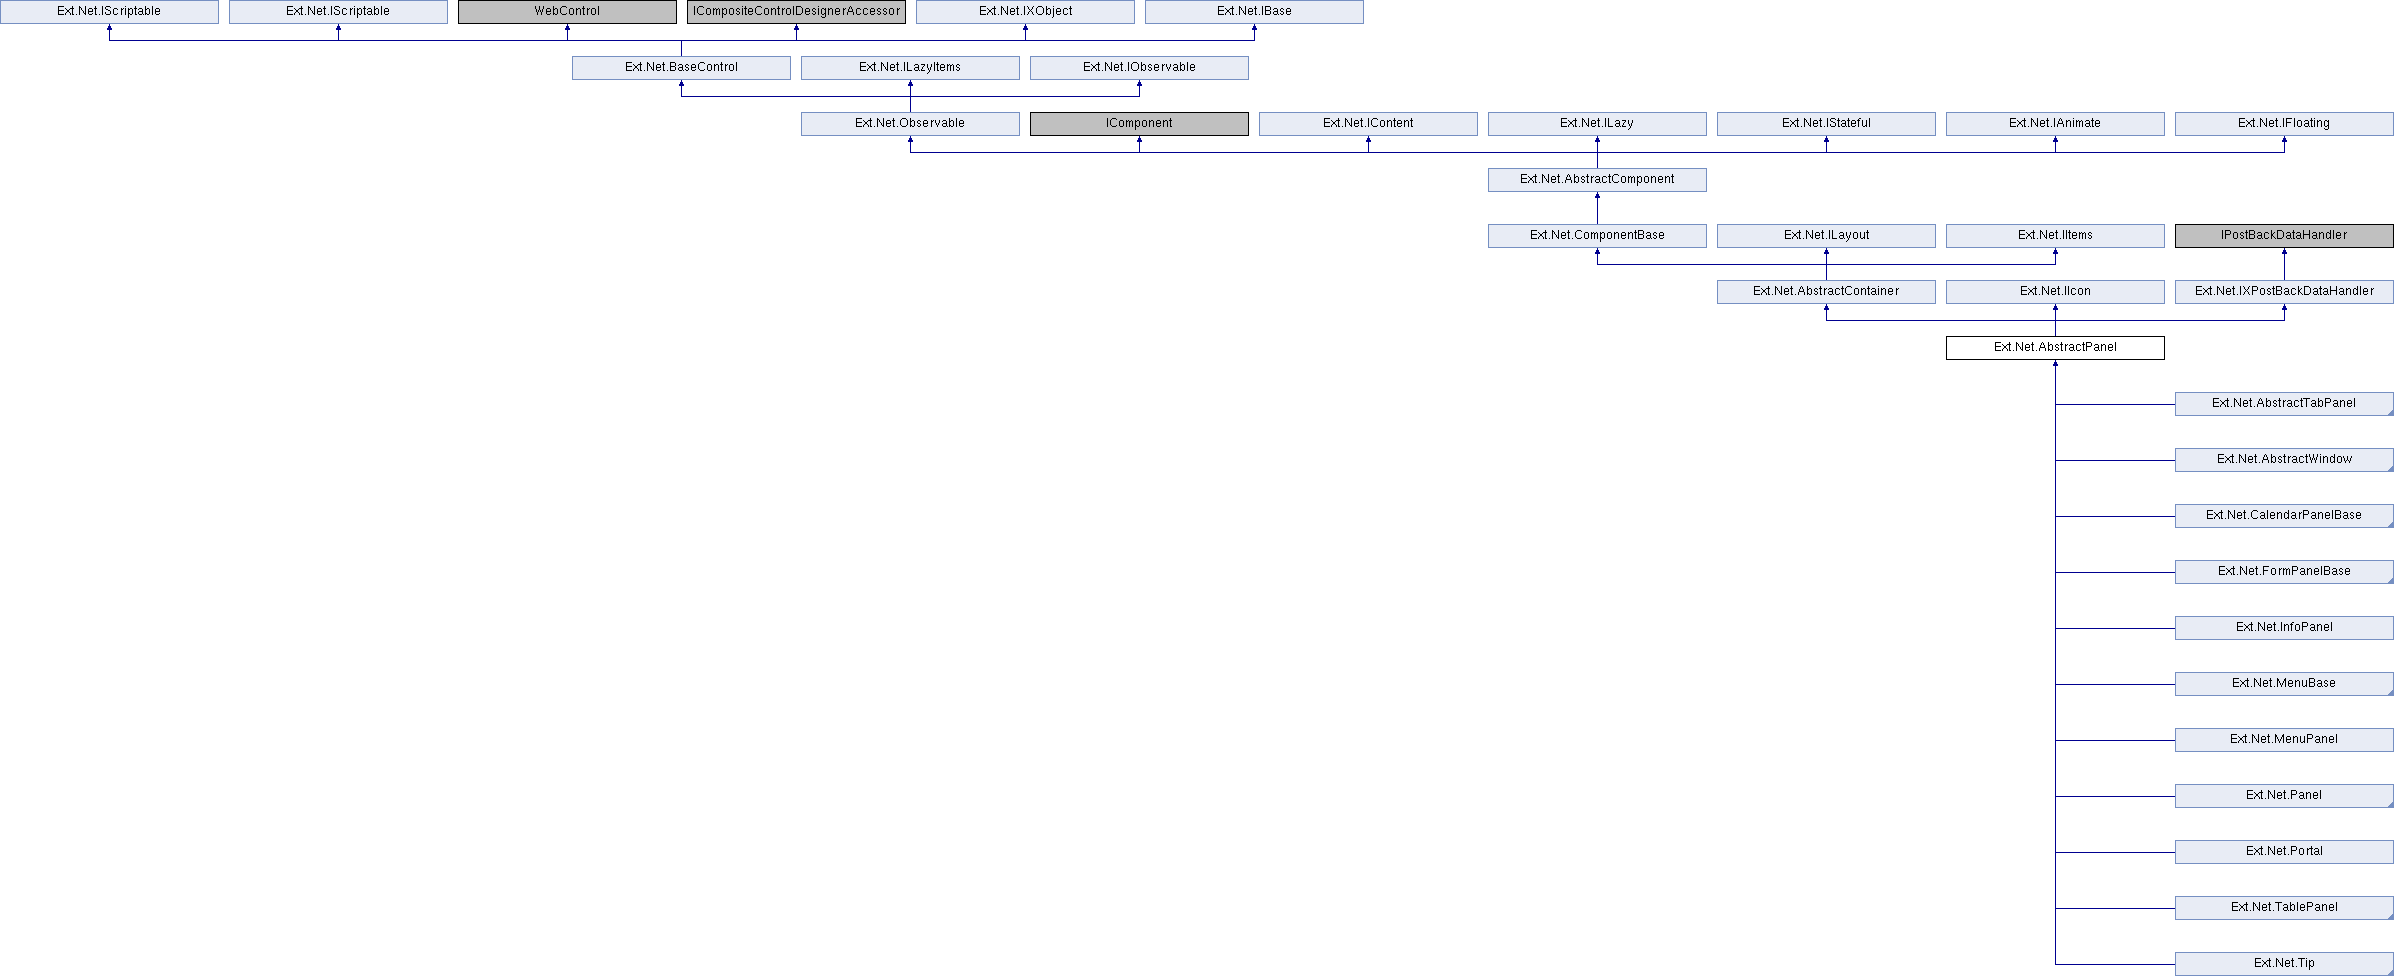 Ext.Net.IScriptable
Ext.Net.IScriptable
WebControl
ICompositeControlDesignerAccessor
Ext.Net.IXObject
Ext.Net.IBase
Ext.Net.BaseControl
Ext.Net.ILazyItems
Ext.Net.IObservable
Ext.Net.Observable
IComponent
Ext.Net.IContent
Ext.Net.ILazy
Ext.Net.IStateful
Ext.Net.IAnimate
Ext.Net.IFloating
Ext.Net.AbstractComponent
Ext.Net.ComponentBase
Ext.Net.ILayout
Ext.Net.IItems
IPostBackDataHandler
Ext.Net.AbstractContainer
Ext.Net.IIcon
Ext.Net.IXPostBackDataHandler
Ext.Net.AbstractPanel
Ext.Net.AbstractTabPanel
Ext.Net.AbstractWindow
Ext.Net.CalendarPanelBase
Ext.Net.FormPanelBase
Ext.Net.InfoPanel
Ext.Net.MenuBase
Ext.Net.MenuPanel
Ext.Net.Panel
Ext.Net.Portal
Ext.Net.TablePanel
Ext.Net.Tip